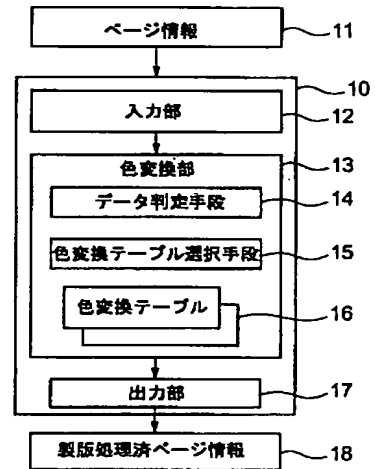 ページ情報
11
10
入力部
12
色変換部
13
データ判定手段
14
色変換テーブル選択手段
15
色変換テーブル
16
出力部
17
製版処理済ページ情報
18